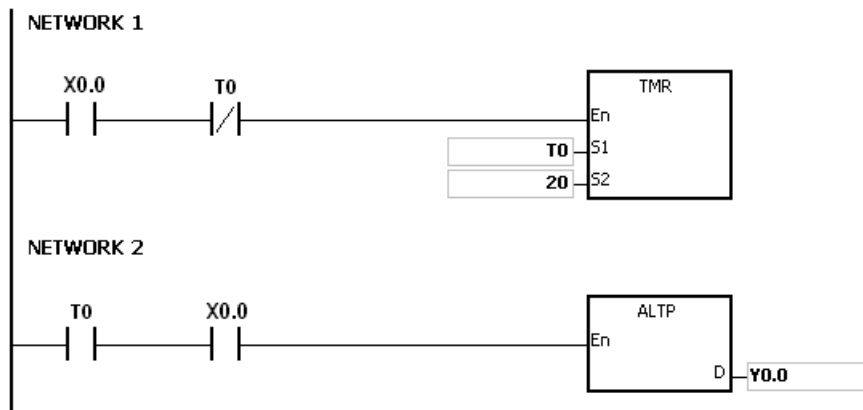 NETWORK 1
X0.0 T0 TMR
En
T0 S1
20 S2
NETWORK 2
T0 X0.0 ALTP
En
D Y0.0